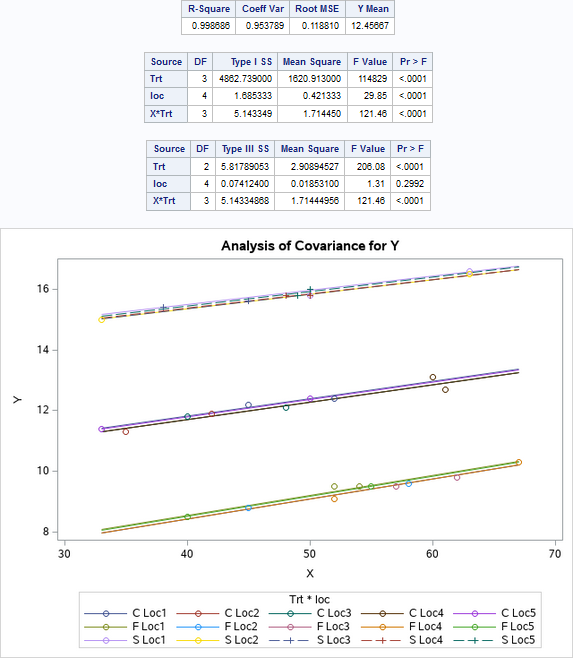 R-Square Coeff Var Root MSE Y Mean
0.998686 0.953789 0.118810 12.45667
Source DF Type I SS Mean Square F Value Pr > F
Trt 3 4862.739000 1620.913000 114829 <.0001
loc 4 1.685333 0.421333 29.85 <.0001
X*Trt 3 5.143349 1.714450 121.46 <.0001
Source DF Type III SS Mean Square F Value Pr > F
Trt 2 5.81789053 2.90894527 206.08 <.0001
loc 4 0.07412400 0.01853100 1.31 0.2992
X*Trt 3 5.14334868 1.71444956 121.46 <.0001
Analysis of Covariance for Y
16
14
Y
12
10
8
30 40 50 60 70
X
Trt * loc
C Loc1 C Loc2 C Loc3 C Loc4 C Loc5
F Loc1 F Loc2 F Loc3 F Loc4 F Loc5
S Loc1 S Loc2 S Loc3 S Loc4 S Loc5